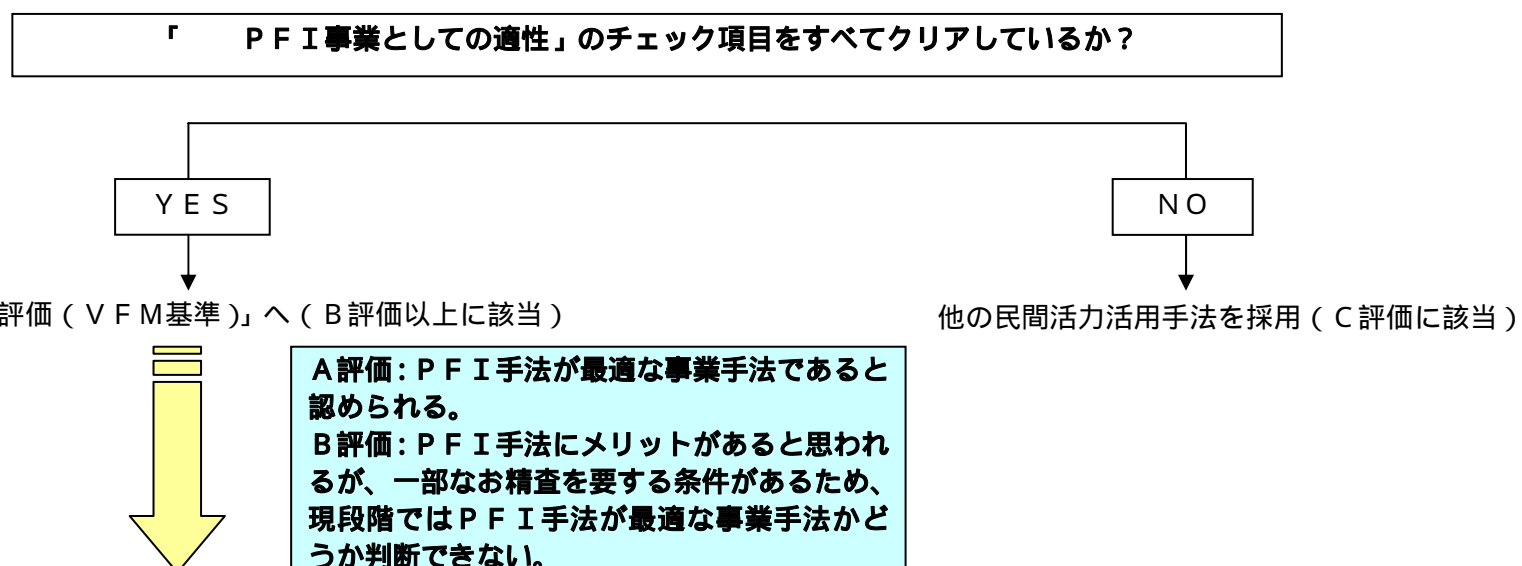 「　　ＰＦＩ事業としての適性」のチェック項目をすべてクリアしているか？
ＹＥＳ
ＮＯ
評価（ＶＦＭ基準）」へ（Ｂ評価以上に該当）
他の民間活力活用手法を採用（Ｃ評価に該当）
Ａ評価：ＰＦＩ手法が最適な事業手法であると
認められる。
Ｂ評価：ＰＦＩ手法にメリットがあると思われ
るが、一部なお精査を要する条件があるため、
現段階ではＰＦＩ手法が最適な事業手法かど
うか判断できない。